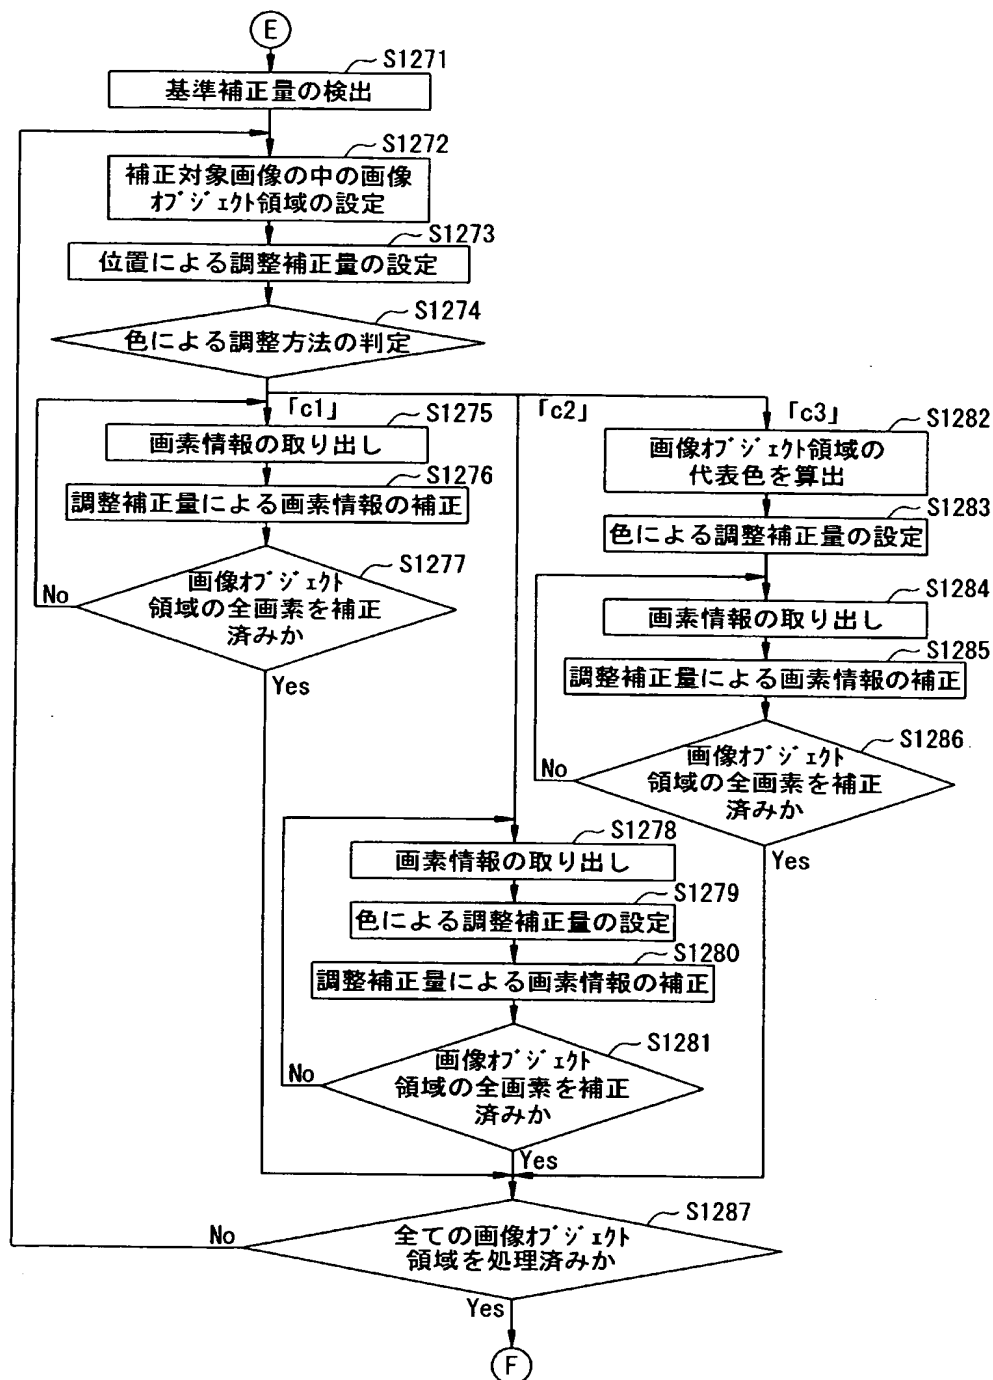 E
S1271
基準補正量の検出
S1272
補正対象画像の中の画像
オブジェクト領域の設定
S1273
位置による調整補正量の設定
S1274
色による調整方法の判定
「c1」
「c2」
「c3」
S1275
画素情報の取り出し
S1276
調整補正量による画素情報の補正
S1277
画像オブジェクト
領域の全画素を補正
済みか
No
Yes
S1282
画像オブジェクト領域の
代表色を算出
S1283
色による調整補正量の設定
S1284
画素情報の取り出し
S1285
調整補正量による画素情報の補正
S1286
画像オブジェクト
領域の全画素を補正
済みか
No
Yes
S1278
画素情報の取り出し
S1279
色による調整補正量の設定
S1280
調整補正量による画素情報の補正
S1281
画像オブジェクト
領域の全画素を補正
済みか
No
Yes
S1287
全ての画像オブジェクト
領域を処理済みか
No
Yes
F